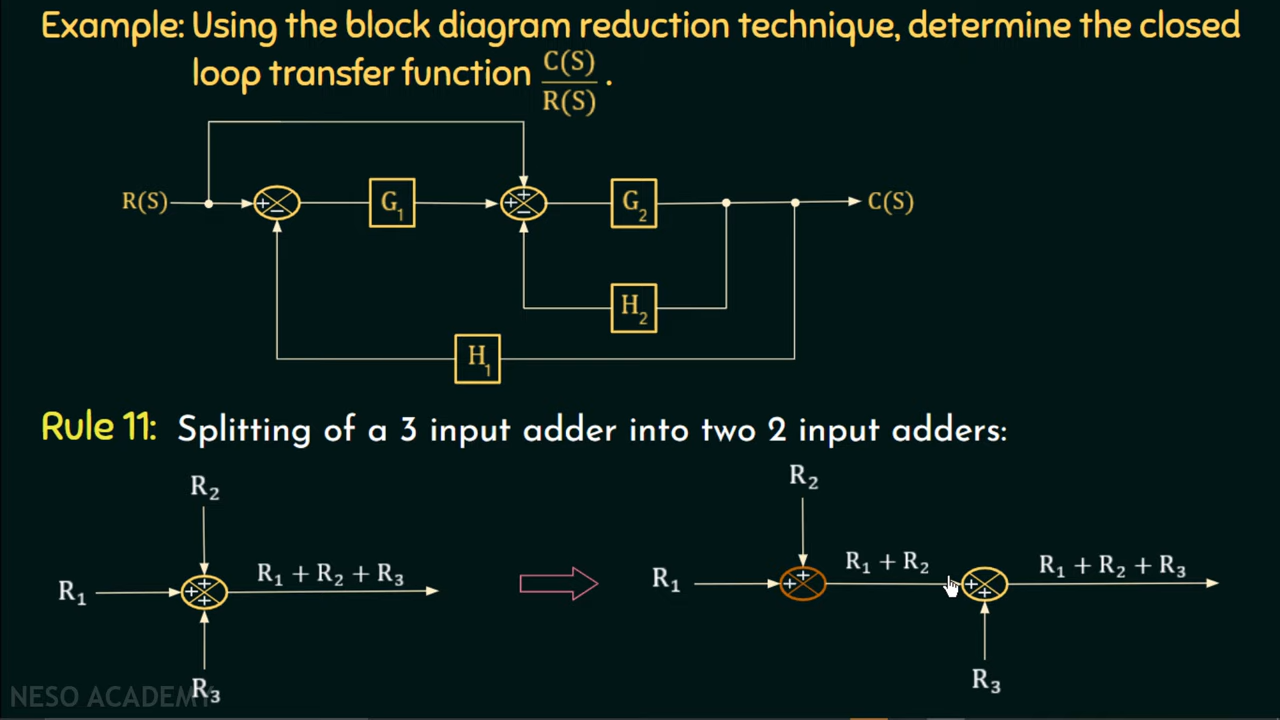 Example: Using the block diagram reduction technique, determine the closed
loop transfer function C(S)/R(S) .
R(S)
+
−
G₁
+
+
−
G₂
C(S)
H₂
H₁
Rule 11: Splitting of a 3 input adder into two 2 input adders:
R₂
R₁
+
+
+
R₁ + R₂ + R₃
R₃
R₂
R₁
+
+
R₁ + R₂
+
+
R₁ + R₂ + R₃
R₃
NESO ACADEMY